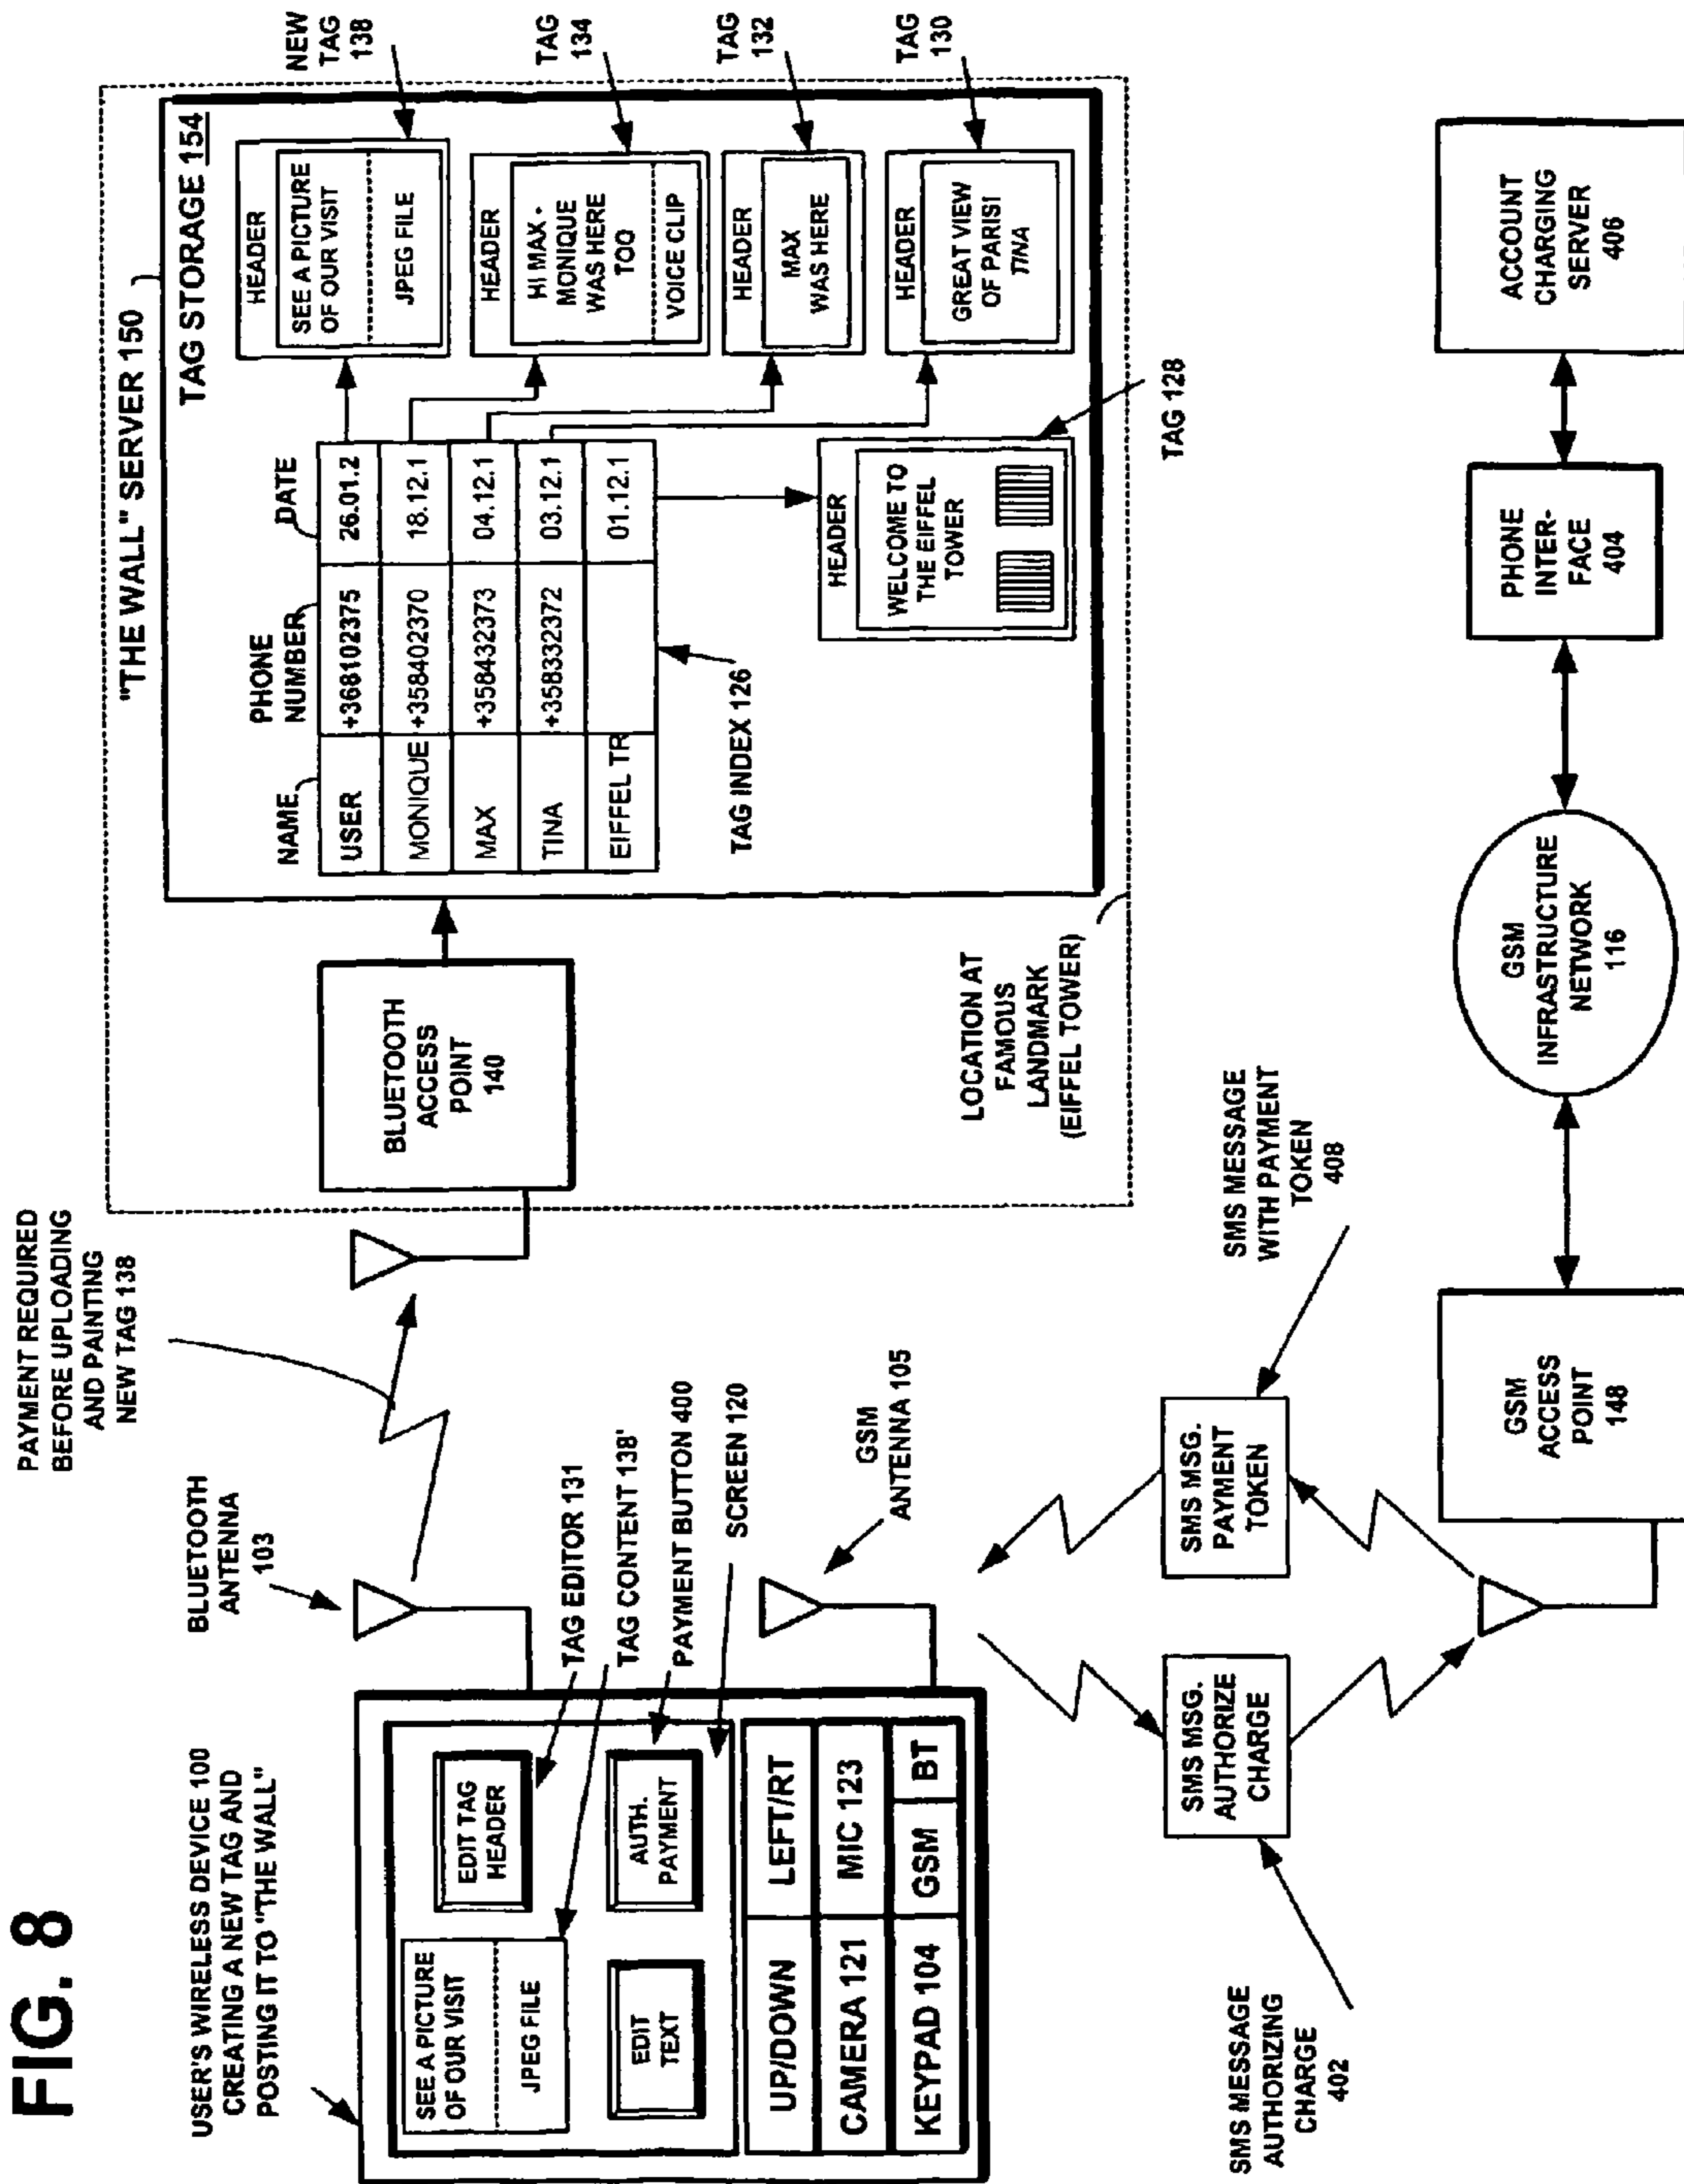 FIG. 8
USER'S WIRELESS DEVICE 100
CREATING A NEW TAG AND
POSTING IT TO "THE WALL"
SEE A PICTURE
OF OUR VISIT
JPEG FILE
EDIT TAG
HEADER
EDIT
TEXT
AUTH.
PAYMENT
UP/DOWN
LEFT/RT
CAMERA 121
MIC 123
KEYPAD 104
GSM
BT
BLUETOOTH
ANTENNA
103
TAG EDITOR 131
TAG CONTENT 138'
PAYMENT BUTTON 400
SCREEN 120
GSM
ANTENNA 105
PAYMENT REQUIRED
BEFORE UPLOADING
AND PAINTING
NEW TAG 138
"THE WALL" SERVER 150
BLUETOOTH
ACCESS
POINT
140
LOCATION AT
FAMOUS
LANDMARK
(EIFFEL TOWER)
TAG STORAGE 154
NAME
PHONE
NUMBER
DATE
USER
+368102375
26.01.2
MONIQUE
+358402370
18.12.1
MAX
+358432373
04.12.1
TINA
+358332372
03.12.1
EIFFEL TR
01.12.1
TAG INDEX 126
HEADER
SEE A PICTURE
OF OUR VISIT
JPEG FILE
NEW
TAG
138
HEADER
HI MAX -
MONIQUE
WAS HERE
TOO
VOICE CLIP
TAG
134
HEADER
MAX
WAS HERE
TAG
132
HEADER
GREAT VIEW
OF PARIS!
TINA
TAG
130
HEADER
WELCOME TO
THE EIFFEL
TOWER
TAG 128
SMS MSG.
AUTHORIZE
CHARGE
SMS MESSAGE
AUTHORIZING
CHARGE
402
SMS MSG.
PAYMENT
TOKEN
SMS MESSAGE
WITH PAYMENT
TOKEN
408
GSM
ACCESS
POINT
148
GSM
INFRASTRUCTURE
NETWORK
116
PHONE
INTER-
FACE
404
ACCOUNT
CHARGING
SERVER
406